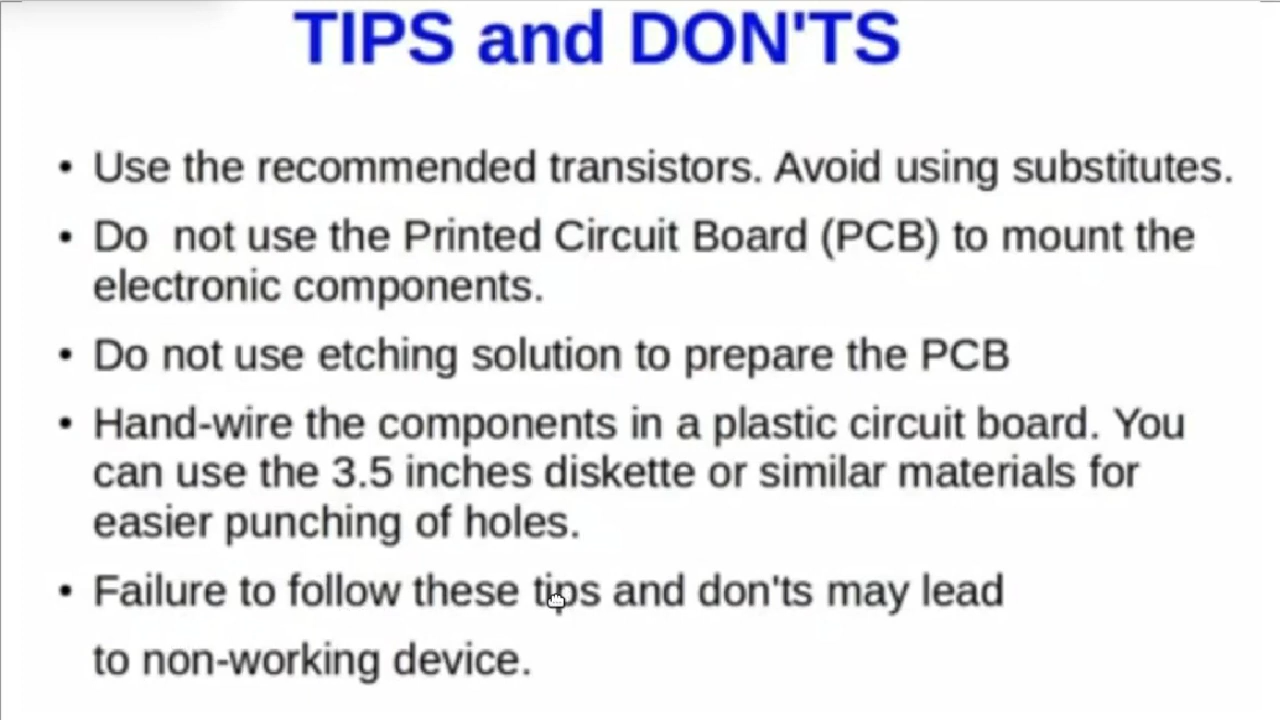 TIPS and DON'TS
• Use the recommended transistors. Avoid using substitutes.
• Do  not use the Printed Circuit Board (PCB) to mount the
electronic components.
• Do not use etching solution to prepare the PCB
• Hand-wire the components in a plastic circuit board. You
can use the 3.5 inches diskette or similar materials for
easier punching of holes.
• Failure to follow these tips and don'ts may lead
to non-working device.